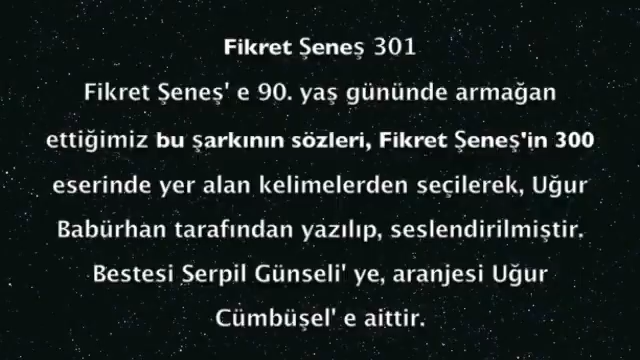 Fikret Şeneş 301
Fikret Şeneş' e 90. yaş gününde armağan
ettiğimiz bu şarkının sözleri, Fikret Şeneş'in 300
eserinde yer alan kelimelerden seçilerek, Uğur
Babürhan tarafından yazılıp, seslendirilmiştir.
Bestesi Serpil Günseli' ye, aranjesi Uğur
Cümbüşel' e aittir.